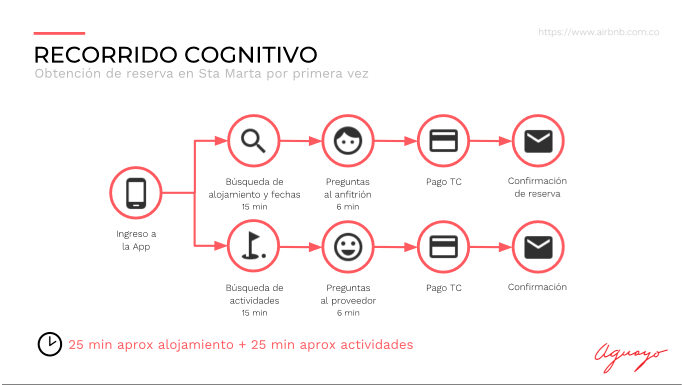 https://www.airbnb.com.co
RECORRIDO COGNITIVO
Obtención de reserva en Sta Marta por primera vez
Búsqueda de
alojamiento y fechas
15 min
Preguntas
al anfitrión
6 min
Pago TC
Confirmación
de reserva
Ingreso a
la App
Búsqueda de
actividades
15 min
Preguntas
al proveedor
6 min
Pago TC
Confirmación
25 min aprox alojamiento + 25 min aprox actividades
aguayo